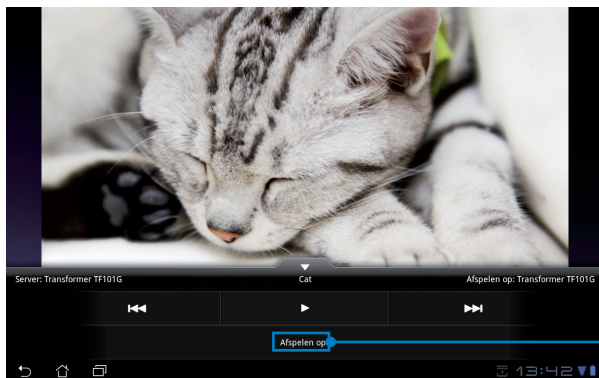 Server: Transformer TF101G
Cat
Afspelen op: Transformer TF101G
Afspelen op
13:42